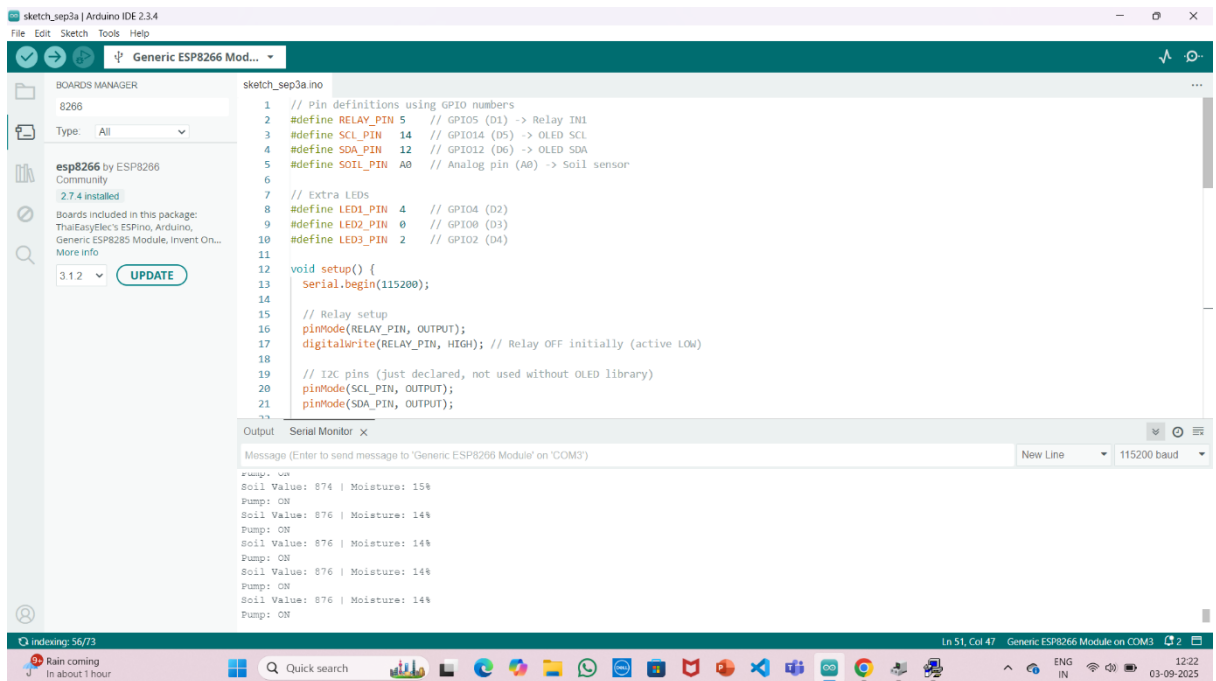 sketch_sep3a | Arduino IDE 2.3.4
File Edit Sketch Tools Help
Generic ESP8266 Mod...
BOARDS MANAGER
8266
Type: All
esp8266 by ESP8266
Community
2.7.4 installed
Boards included in this package:
ThaiEasyElec's ESPino, Arduino,
Generic ESP8285 Module, Invent On...
More info
3.1.2 UPDATE
sketch_sep3a.ino
1 // Pin definitions using GPIO numbers
2 #define RELAY_PIN 5 // GPIO5 (D1) -> Relay IN1
3 #define SCL_PIN 14 // GPIO14 (D5) -> OLED SCL
4 #define SDA_PIN 12 // GPIO12 (D6) -> OLED SDA
5 #define SOIL_PIN A0 // Analog pin (A0) -> Soil sensor
6
7 // Extra LEDs
8 #define LED1_PIN 4 // GPIO4 (D2)
9 #define LED2_PIN 0 // GPIO0 (D3)
10 #define LED3_PIN 2 // GPIO2 (D4)
11
12 void setup() {
13 Serial.begin(115200);
14
15 // Relay setup
16 pinMode(RELAY_PIN, OUTPUT);
17 digitalWrite(RELAY_PIN, HIGH); // Relay OFF initially (active LOW)
18
19 // I2C pins (just declared, not used without OLED library)
20 pinMode(SCL_PIN, OUTPUT);
21 pinMode(SDA_PIN, OUTPUT);
22
Output Serial Monitor
Message (Enter to send message to 'Generic ESP8266 Module' on 'COM3') New Line 115200 baud
Pump: ON
Soil Value: 874 | Moisture: 15%
Pump: ON
Soil Value: 876 | Moisture: 14%
Pump: ON
Soil Value: 876 | Moisture: 14%
Pump: ON
Soil Value: 876 | Moisture: 14%
Pump: ON
Soil Value: 876 | Moisture: 14%
Pump: ON
indexing: 56/73 Ln 51, Col 47 Generic ESP8266 Module on COM3 2
9+ Rain coming
In about 1 hour
Quick search
DELL
ENG
IN
12:22
03-09-2025